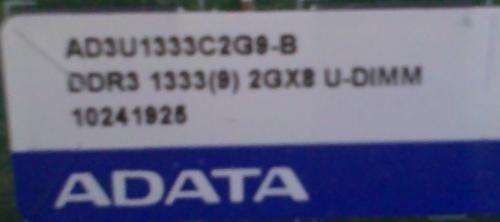 AD3U1333C2G9-B
DDR3 1333(9) 2GX8 U-DIMM
10241925
ADATA